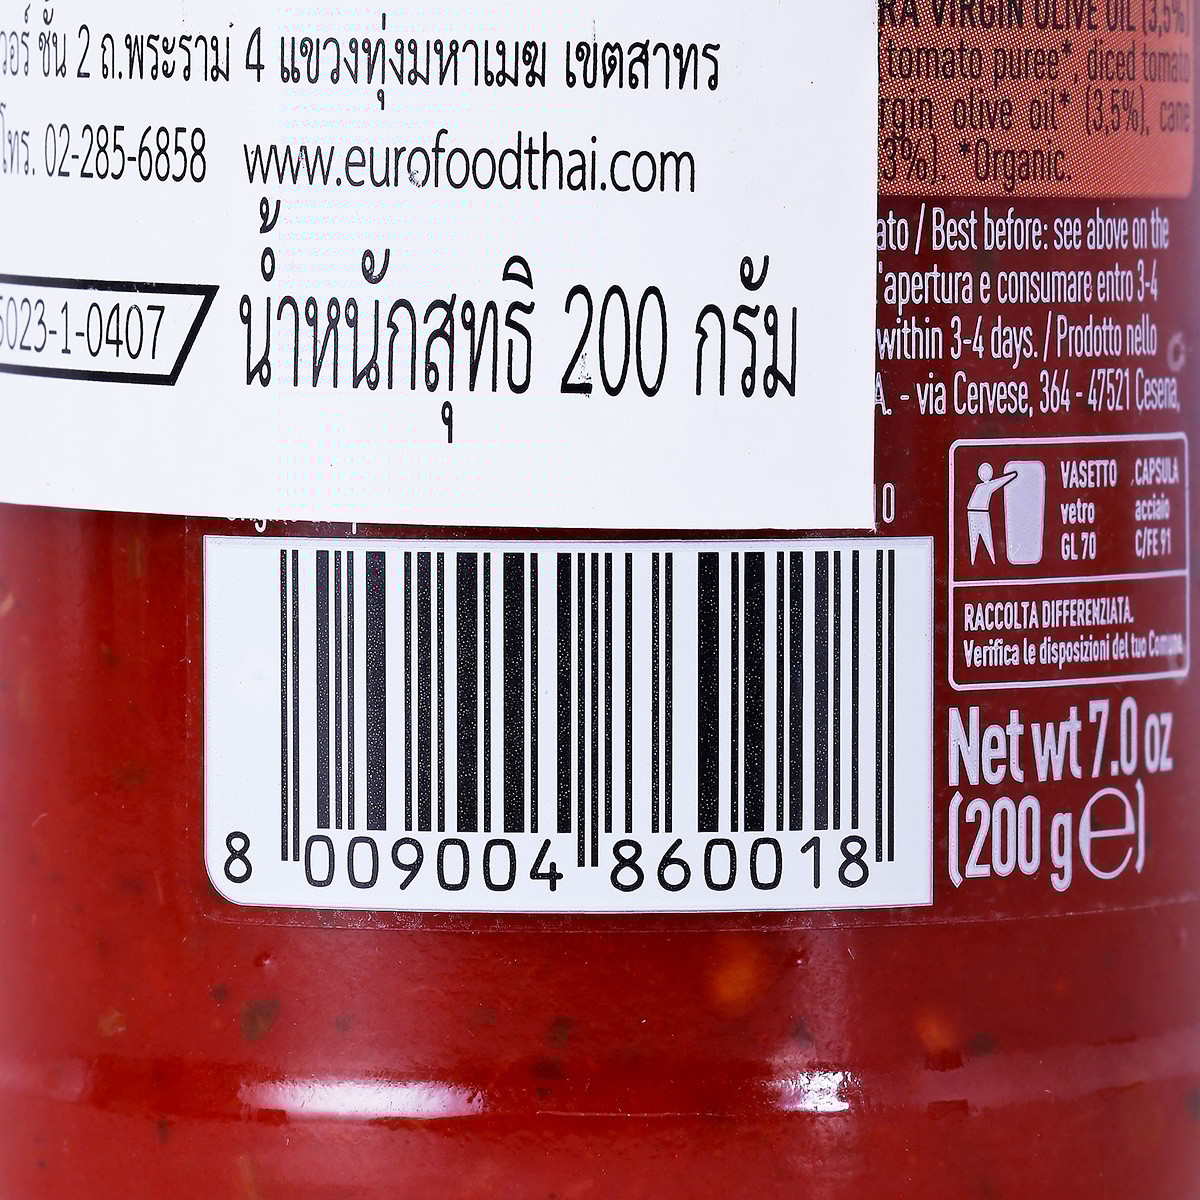 ชั้น 2 ถ.พระราม 4 แขวงทุ่งมหาเมฆ เขตสาทร
โทร. 02-285-6858 www.eurofoodthai.com
5023-1-0407
น้ำหนักสุทธิ 200 กรัม
VIRGIN OLIVE OIL (3,5%)
tomato puree*, diced tomato
olive oil* (3,5%), cane
*Organic.
/ Best before: see above on the
apertura e consumare entro 3-4
within 3-4 days. / Prodotto nello
- via Cervese, 364 - 47521 Cesena,
VASETTO
vetro
GL 70
CAPSULA
acciaio
C/FE 91
RACCOLTA DIFFERENZIATA.
Verifica le disposizioni del tuo Comune.
Net wt 7.0 oz
(200 g ℮)
8 009004 860018